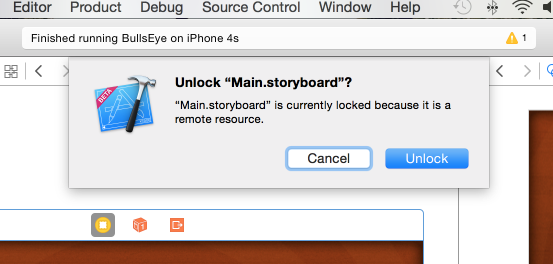 Editor Product Debug Source Control Window Help
Finished running BullsEye on iPhone 4s
1
Unlock “Main.storyboard”?
“Main.storyboard” is currently locked because it is a
remote resource.
BETA
Cancel Unlock